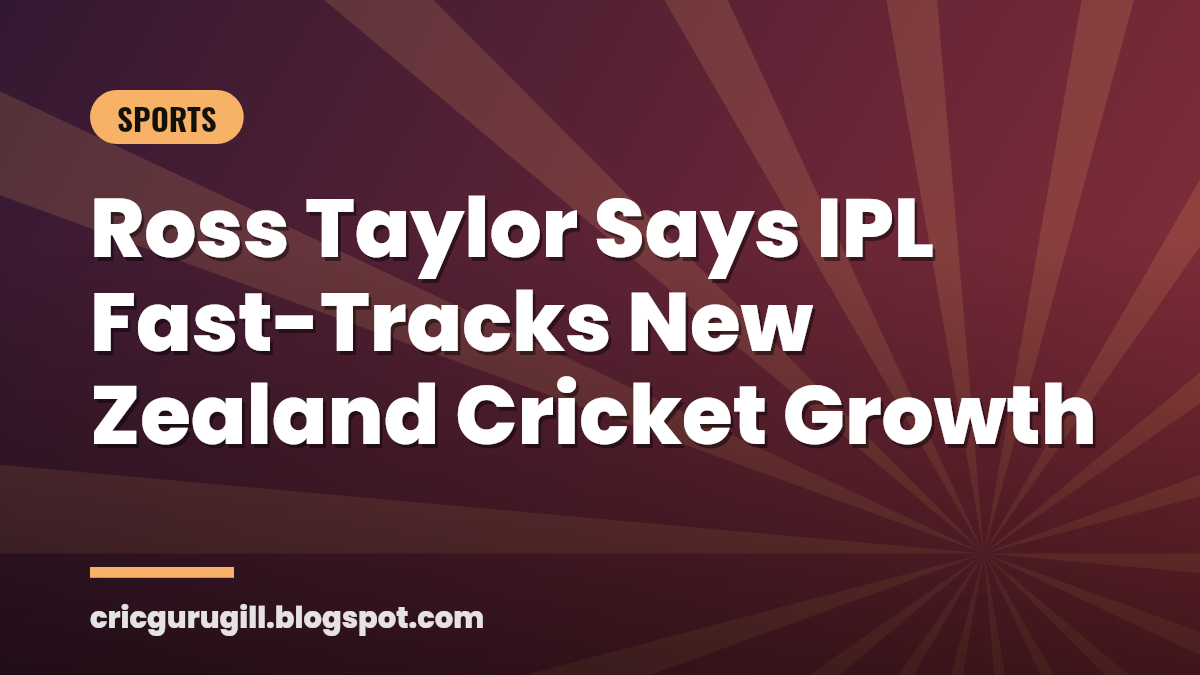 SPORTS
Ross Taylor Says IPL
Fast-Tracks New
Zealand Cricket Growth
cricgurugill.blogspot.com